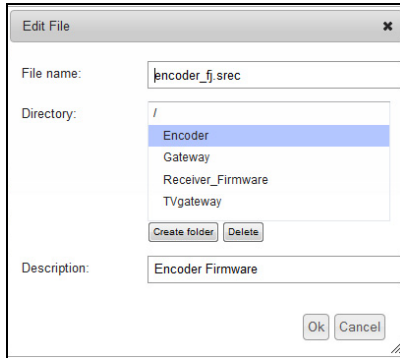 Edit File
File name: encoder_fj.srec
Directory: /
Encoder
Gateway
Receiver_Firmware
TVgateway
Create folder Delete
Description: Encoder Firmware
Ok Cancel